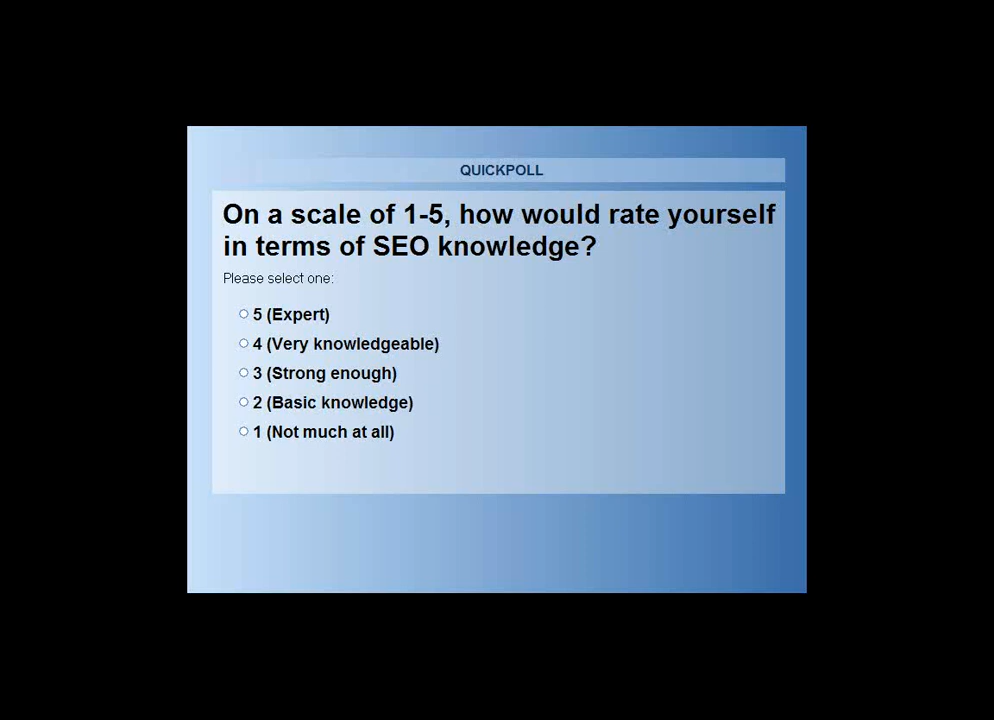 QUICKPOLL
On a scale of 1-5, how would rate yourself
in terms of SEO knowledge?
Please select one:
5 (Expert)
4 (Very knowledgeable)
3 (Strong enough)
2 (Basic knowledge)
1 (Not much at all)